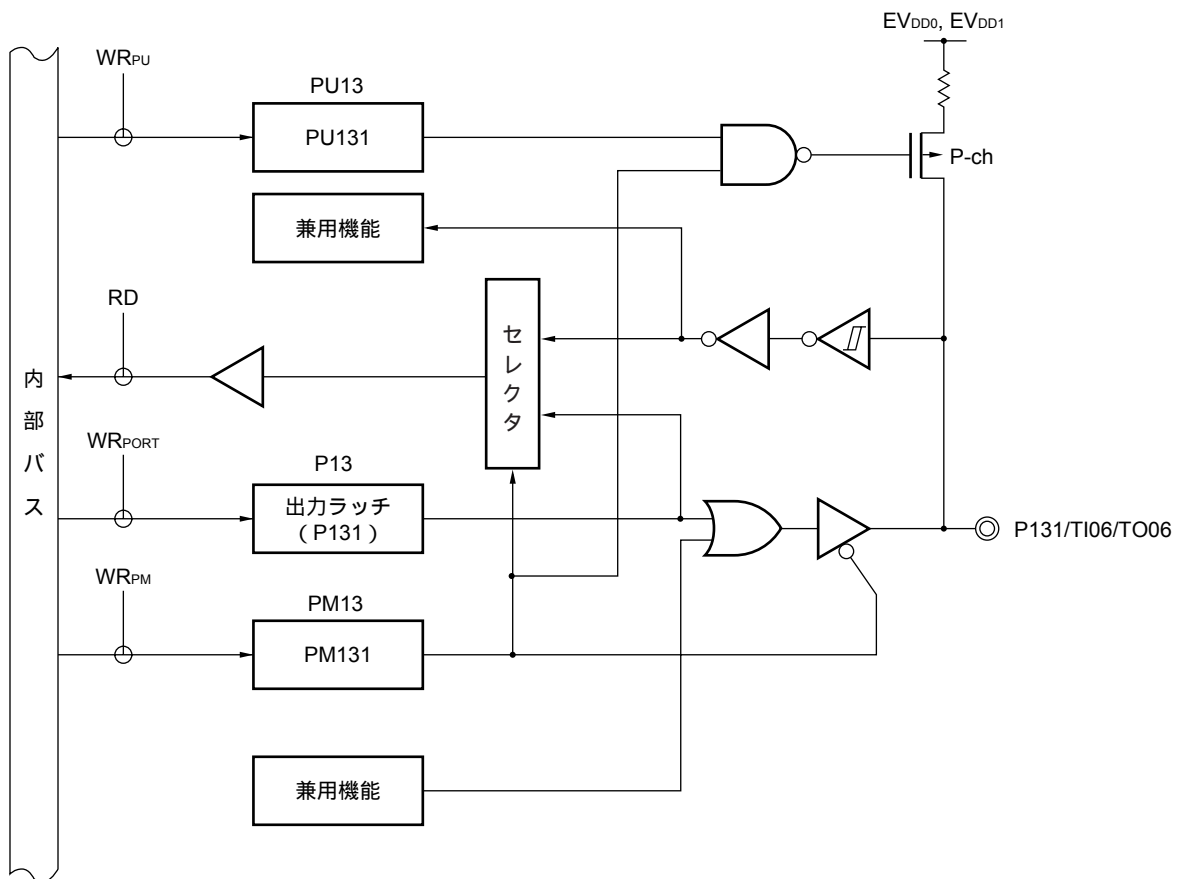 EVDD0, EVDD1
WRPU
PU13
PU131
P-ch
兼用機能
RD
セレクタ
内部バス
WRPORT
P13
出力ラッチ
(P131)
P131/TI06/TO06
WRPM
PM13
PM131
兼用機能